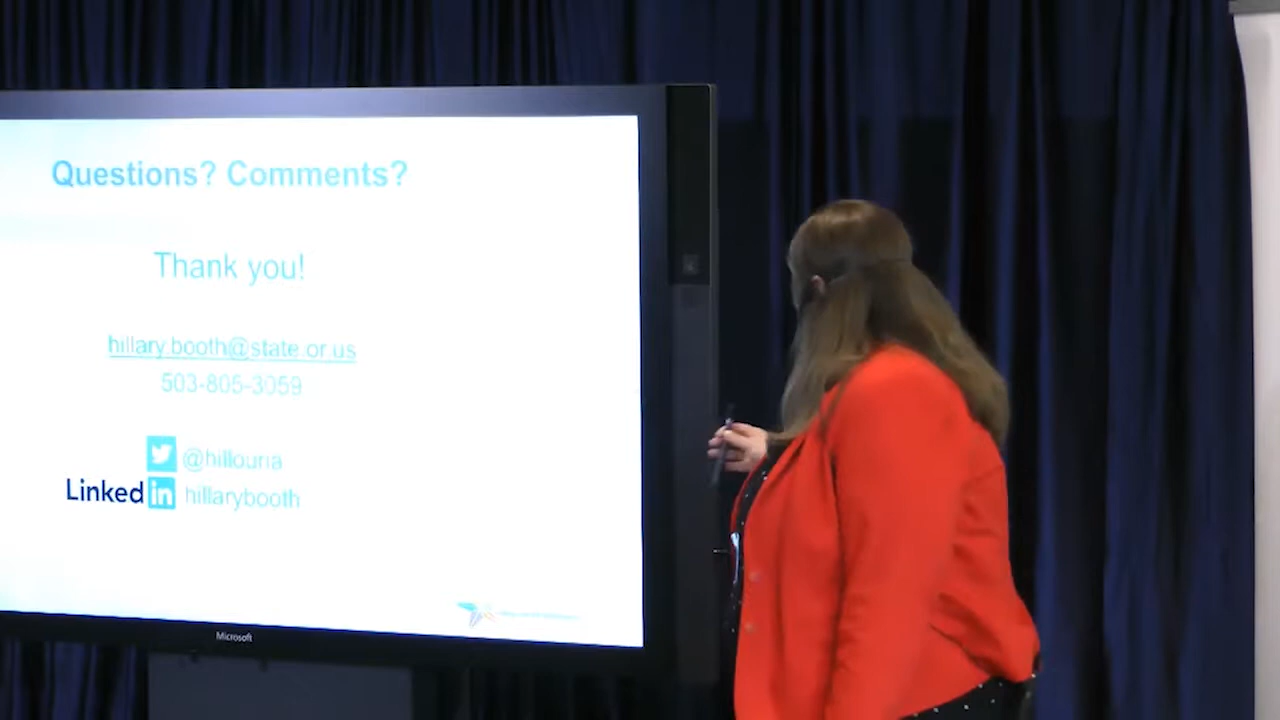 Questions? Comments?
Thank you!
hillary.booth@state.or.us
503-805-3059
@hillouria
Linked in hillarybooth
Microsoft